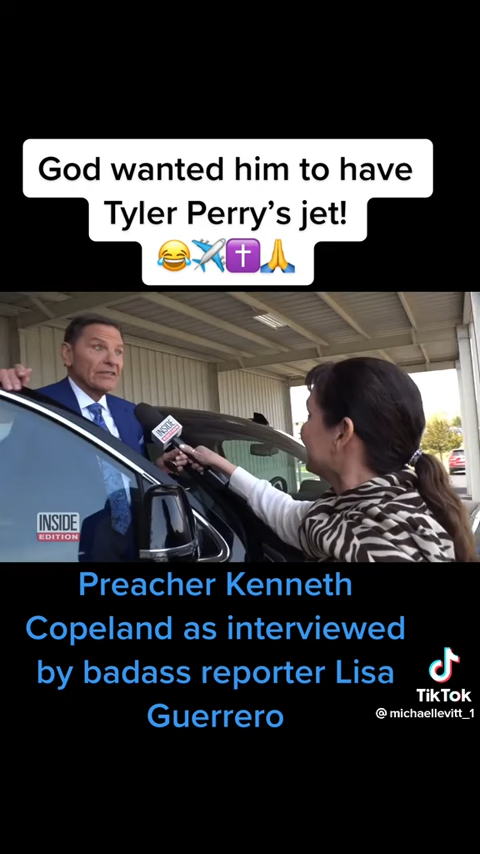 God wanted him to have
Tyler Perry's jet!
😂✈️✝️🙏
INSIDE
EDITION
INSIDE
EDITION
Preacher Kenneth
Copeland as interviewed
by badass reporter Lisa
Guerrero
TikTok
@ michaellevitt_1